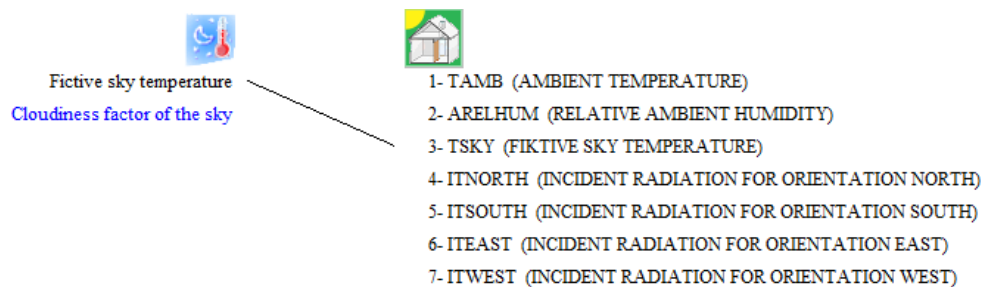 Fictive sky temperature
Cloudiness factor of the sky
1- TAMB (AMBIENT TEMPERATURE)
2- ARELHUM (RELATIVE AMBIENT HUMIDITY)
3- TSKY (FIKTIVE SKY TEMPERATURE)
4- ITNORTH (INCIDENT RADIATION FOR ORIENTATION NORTH)
5- ITSOUTH (INCIDENT RADIATION FOR ORIENTATION SOUTH)
6- ITEAST (INCIDENT RADIATION FOR ORIENTATION EAST)
7- ITWEST (INCIDENT RADIATION FOR ORIENTATION WEST)